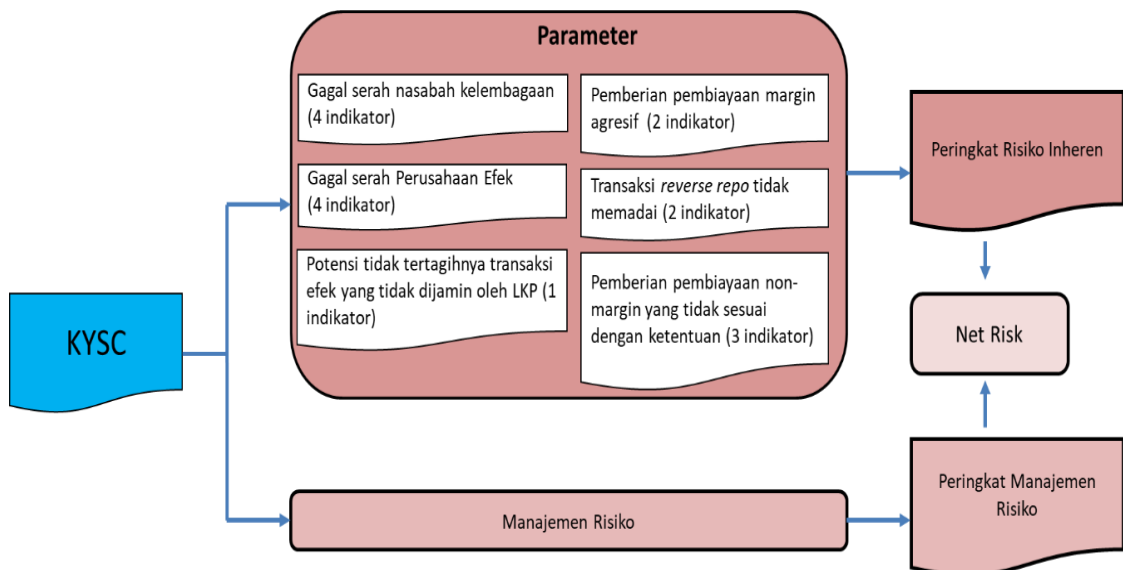 Parameter
Gagal serah nasabah kelembagaan
(4 indikator)
Pemberian pembiayaan margin
agresif (2 indikator)
Gagal serah Perusahaan Efek
(4 indikator)
Transaksi reverse repo tidak
memadai (2 indikator)
Potensi tidak tertagihnya transaksi
efek yang tidak dijamin oleh LKP (1
indikator)
Pemberian pembiayaan non-
margin yang tidak sesuai
dengan ketentuan (3 indikator)
KYSC
Peringkat Risiko Inheren
Net Risk
Manajemen Risiko
Peringkat Manajemen
Risiko